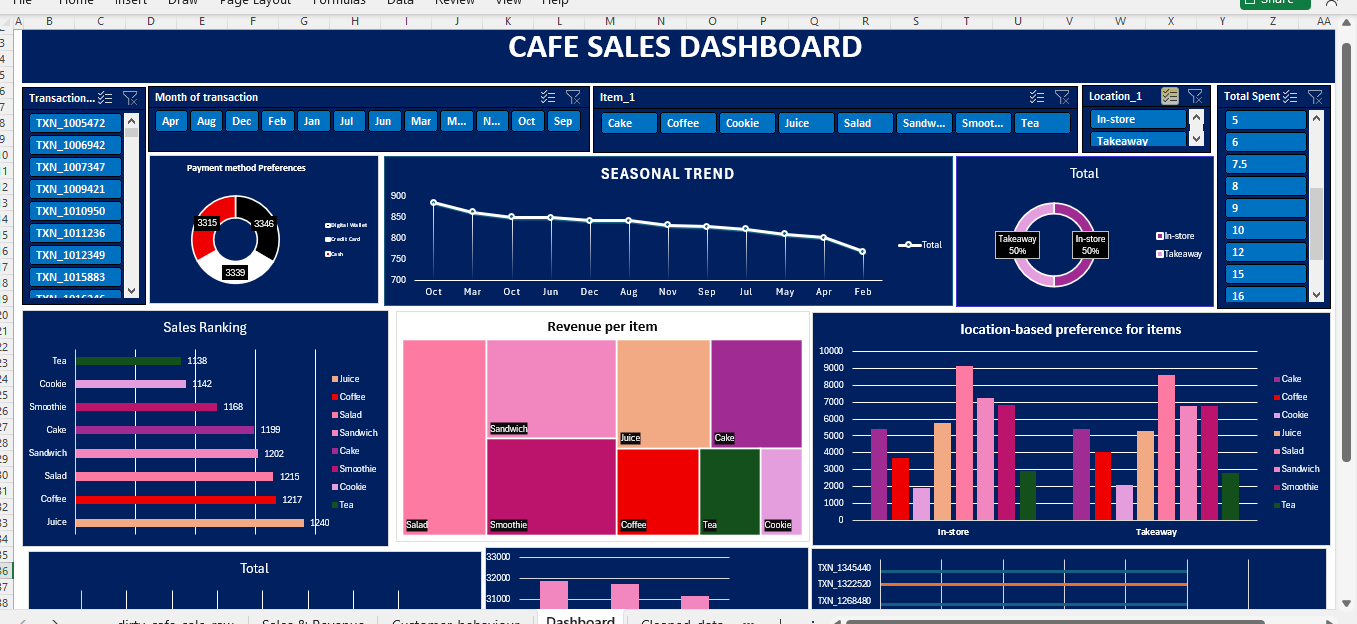 File Home Insert Draw Page Layout Formulas Data Review View Help Share
A B C D E F G H I J K L M N O P Q R S T U V W X Y Z AA
CAFE SALES DASHBOARD
Transaction...
TXN_1005472
TXN_1006942
TXN_1007347
TXN_1009421
TXN_1010950
TXN_1011236
TXN_1012349
TXN_1015883
Month of transaction
Apr Aug Dec Feb Jan Jul Jun Mar M... N... Oct Sep
Item_1
Cake Coffee Cookie Juice Salad Sandw... Smoot... Tea
Location_1
In-store
Takeaway
Total Spent
5
6
7.5
8
9
10
12
15
16
Payment method Preferences
3315
3346
3339
Digital Wallet
Credit Card
Cash
SEASONAL TREND
900
850
800
750
700
Oct Mar Oct Jun Dec Aug Nov Sep Jul May Apr Feb
Total
Total
Takeaway
50%
In-store
50%
In-store
Takeaway
Sales Ranking
Tea 1138
Cookie 1142
Smoothie 1168
Cake 1199
Sandwich 1202
Salad 1215
Coffee 1217
Juice 1240
Juice
Coffee
Salad
Sandwich
Cake
Smoothie
Cookie
Tea
Revenue per item
Salad
Sandwich
Smoothie
Juice
Cake
Coffee
Tea
Cookie
location-based preference for items
10000
9000
8000
7000
6000
5000
4000
3000
2000
1000
0
In-store Takeaway
Cake
Coffee
Cookie
Juice
Salad
Sandwich
Smoothie
Tea
Total
33000
32000
31000
TXN_1345440
TXN_1322520
TXN_1268480
Sales & Revenue Customer behaviour Dashboard Cleaned_data